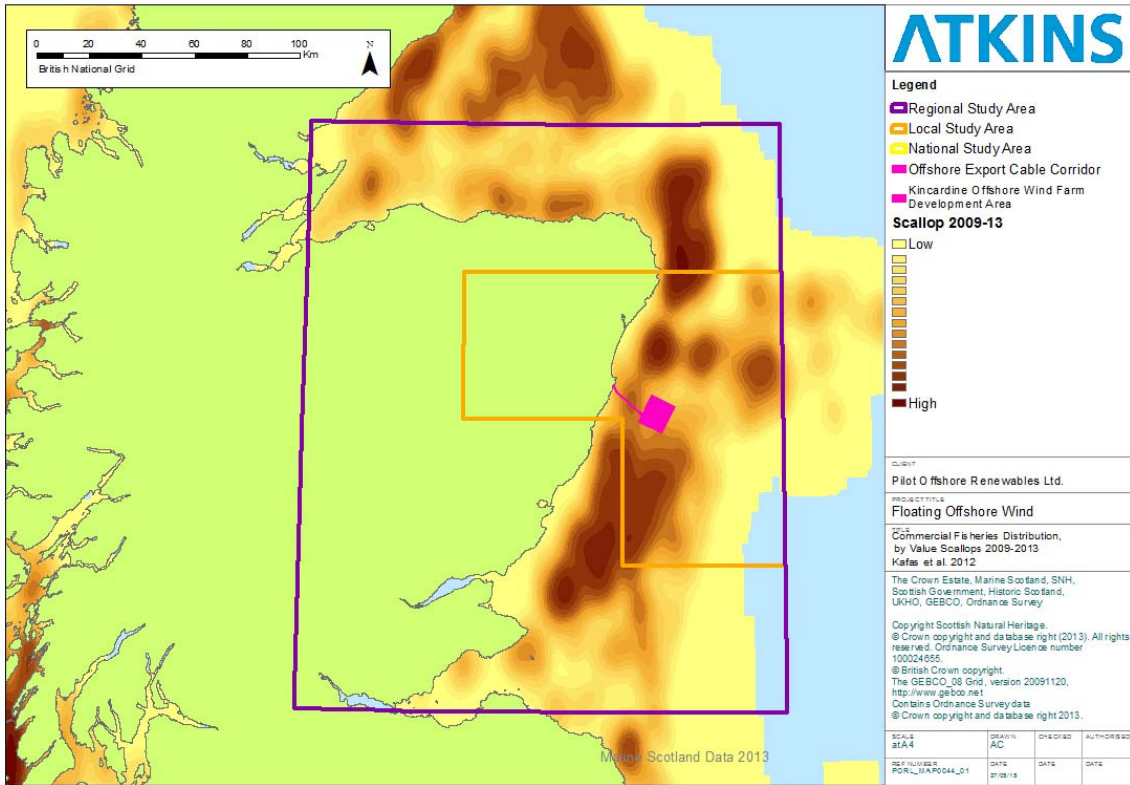 0 20 40 60 80 100
Km
British National Grid
N
Marine Scotland Data 2013
ATKINS
Legend
Regional Study Area
Local Study Area
National Study Area
Offshore Export Cable Corridor
Kincardine Offshore Wind Farm
Development Area
Scallop 2009-13
Low
High
CLIENT
Pilot Offshore Renewables Ltd.
PROJECT TITLE
Floating Offshore Wind
TITLE
Commercial Fisheries Distribution,
by Value Scallops 2009-2013
Kafas et al. 2012
The Crown Estate, Marine Scotland, SNH,
Scottish Government, Historic Scotland,
UKHO, GEBCO, Ordnance Survey
Copyright Scottish Natural Heritage.
© Crown copyright and database right (2013). All rights
reserved. Ordnance Survey Licence number
100024655.
© British Crown copyright.
The GEBCO_08 Grid, version 20091120,
http://www.gebco.net
Contains Ordnance Survey data
© Crown copyright and database right 2013.
SCALE DRAWN CHECKED AUTHORISED
at A4 AC
REF NUMBER DATE DATE DATE
PORL_MAP0044_01